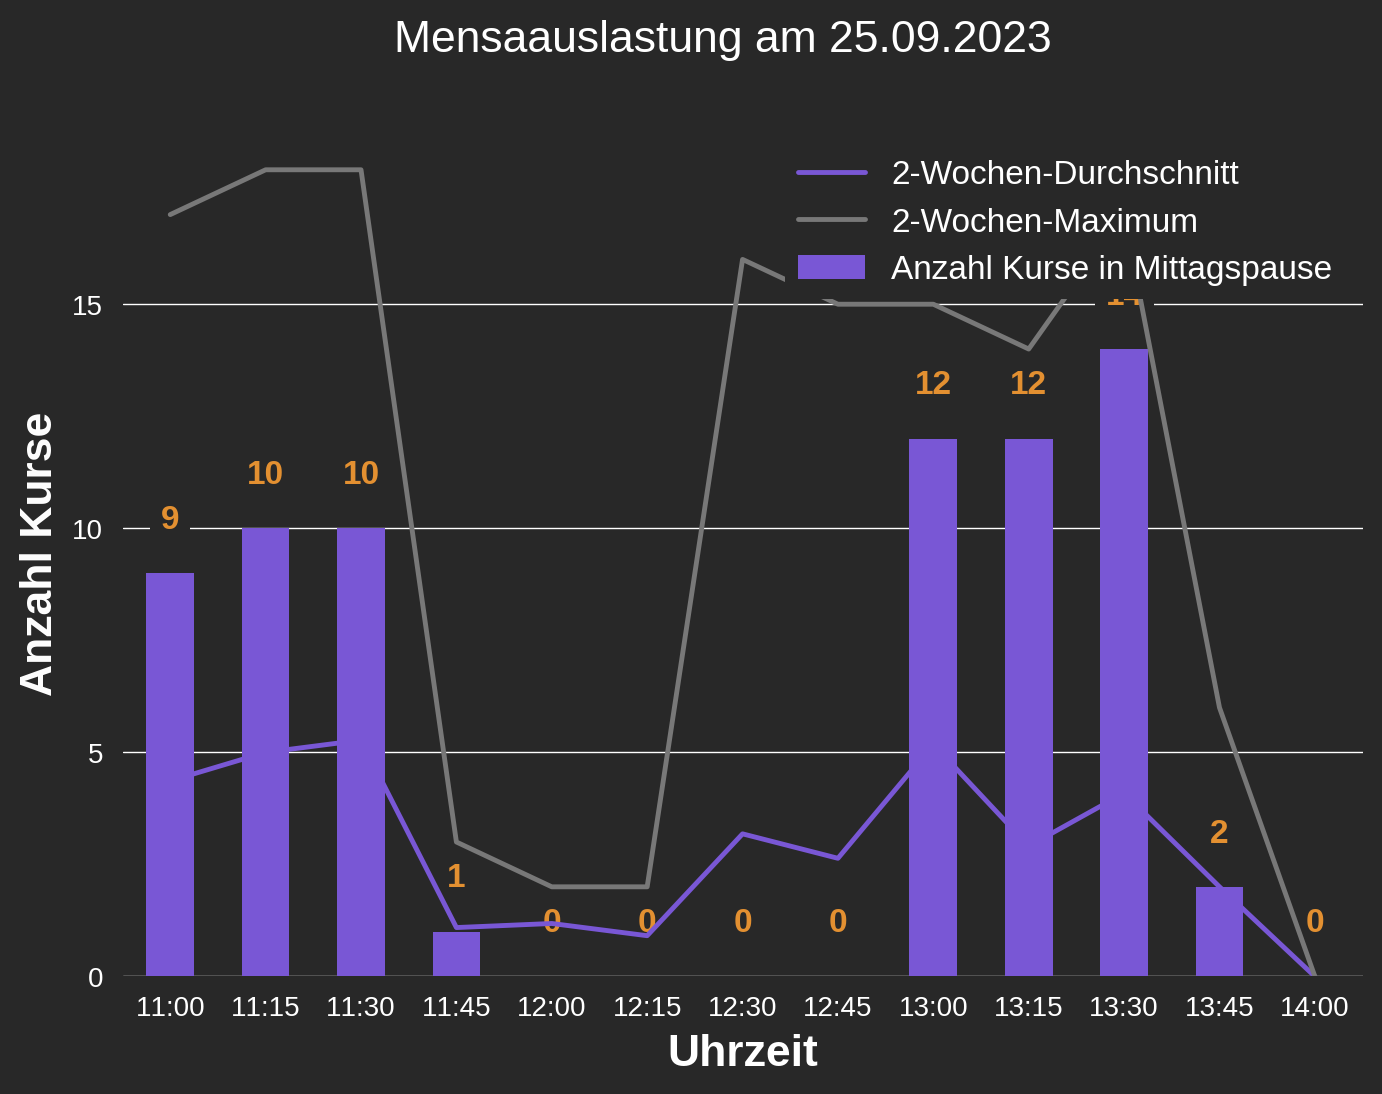 Mensaauslastung am 25.09.2023
2-Wochen-Durchschnitt
2-Wochen-Maximum
Anzahl Kurse in Mittagspause
15
10
5
0
Anzahl Kurse
9
10
10
1
0
0
0
0
12
12
2
0
11:00 11:15 11:30 11:45 12:00 12:15 12:30 12:45 13:00 13:15 13:30 13:45 14:00
Uhrzeit